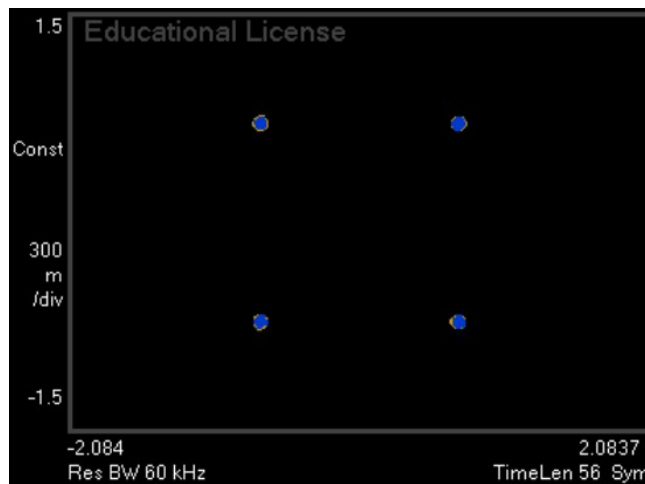 1.5
Educational License
Const
300
m
/div
-1.5
-2.084
2.0837
Res BW 60 kHz
TimeLen 56 Sym